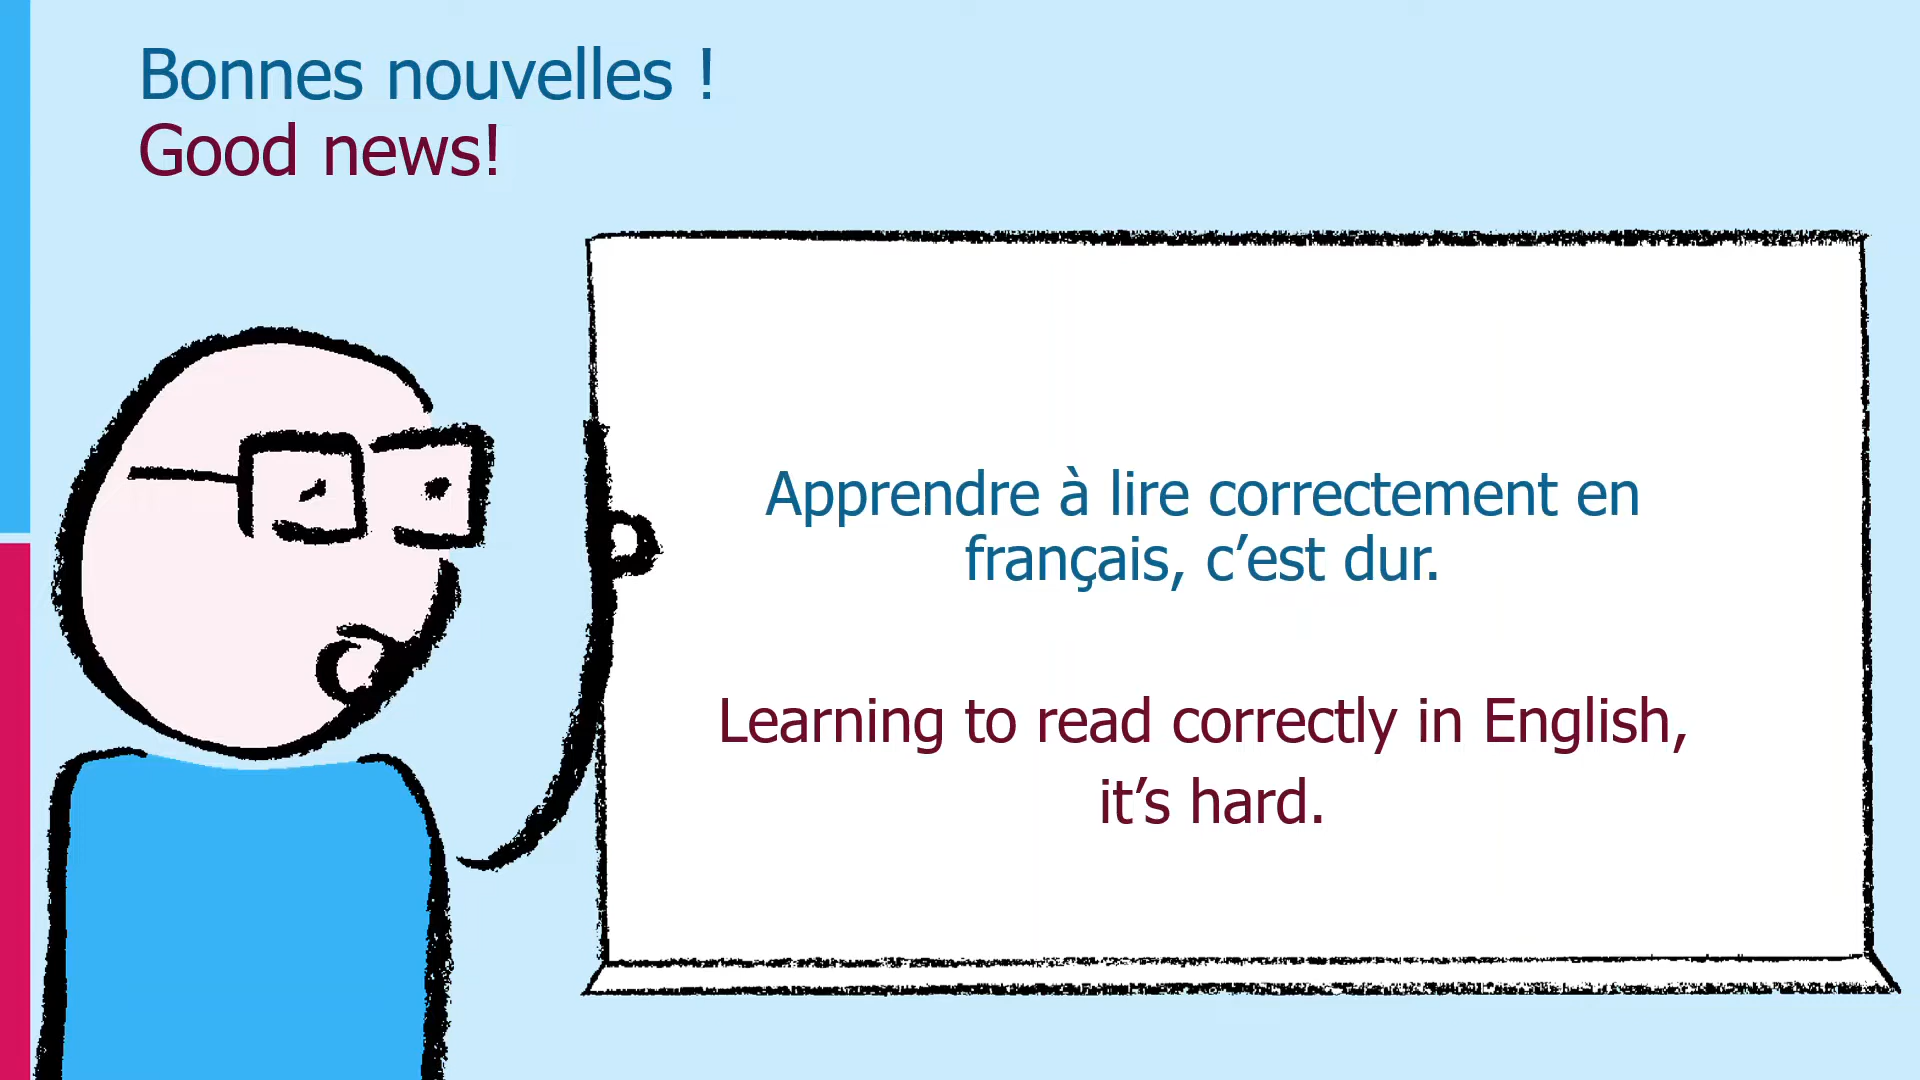 Bonnes nouvelles !
Good news!
Apprendre à lire correctement en
français, c’est dur.
Learning to read correctly in English,
it’s hard.